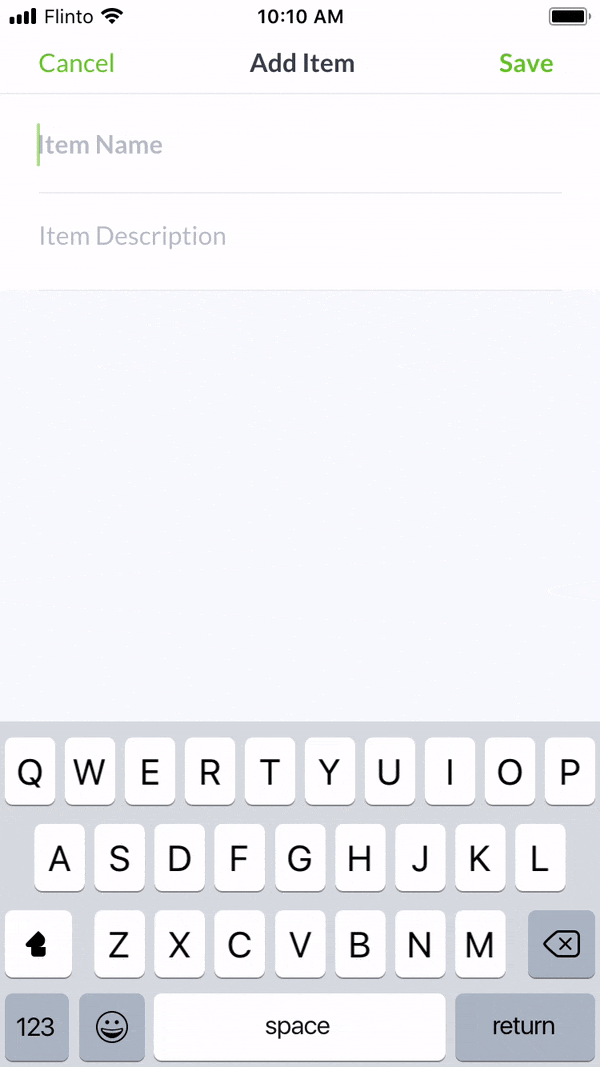 Flinto 10:10 AM
Cancel Add Item Save
Item Name
Item Description
Q W E R T Y U I O P
A S D F G H J K L
Z X C V B N M
123 space return